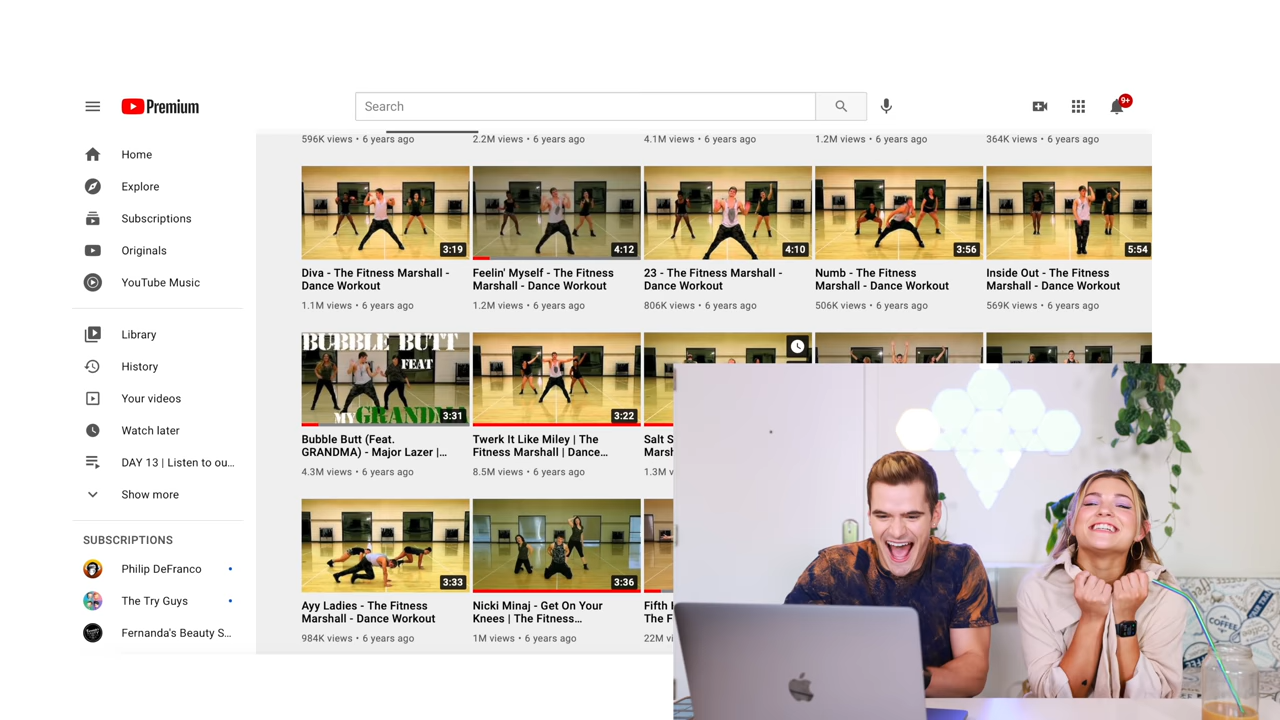 Premium
Search
9+
Home
Explore
Subscriptions
Originals
YouTube Music
Library
History
Your videos
Watch later
DAY 13 | Listen to ou...
Show more
SUBSCRIPTIONS
Philip DeFranco
The Try Guys
Fernanda's Beauty S...
596K views • 6 years ago
2.2M views • 6 years ago
4.1M views • 6 years ago
1.2M views • 6 years ago
364K views • 6 years ago
3:19
4:12
4:10
3:56
5:54
Diva - The Fitness Marshall -
Dance Workout
1.1M views • 6 years ago
Feelin' Myself - The Fitness
Marshall - Dance Workout
1.2M views • 6 years ago
23 - The Fitness Marshall -
Dance Workout
806K views • 6 years ago
Numb - The Fitness
Marshall - Dance Workout
506K views • 6 years ago
Inside Out - The Fitness
Marshall - Dance Workout
569K views • 6 years ago
BUBBLE BUTT
FEAT
MY GRAND
3:31
3:22
Bubble Butt (Feat.
GRANDMA) - Major Lazer |...
4.3M views • 6 years ago
Twerk It Like Miley | The
Fitness Marshall | Dance...
8.5M views • 6 years ago
Salt S
Marsh
1.3M v
3:33
3:36
Ayy Ladies - The Fitness
Marshall - Dance Workout
984K views • 6 years ago
Nicki Minaj - Get On Your
Knees | The Fitness...
1M views • 6 years ago
Fifth
The F
22M vi
COFFEE